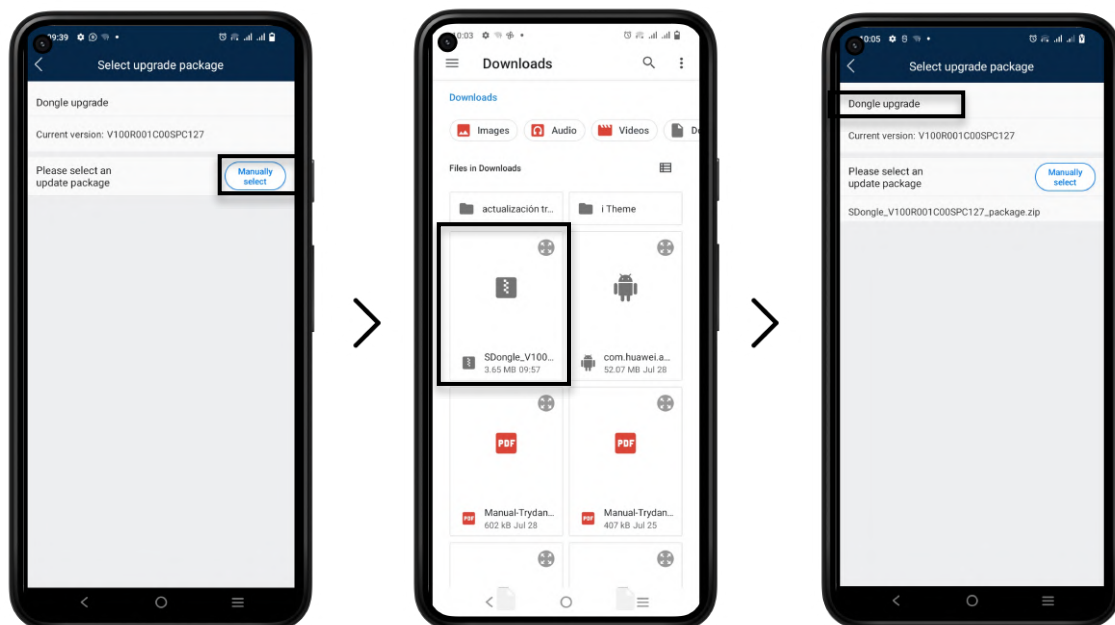 09:39
Select upgrade package
Dongle upgrade
Current version: V100R001C00SPC127
Please select an
update package
Manually
select
10:03
Downloads
Downloads
Images
Audio
Videos
Files in Downloads
actualización tr...
i Theme
SDongle_V100...
3.65 MB 09:57
com.huawei.a...
52.07 MB Jul 28
PDF
PDF
Manual-Trydan...
602 kB Jul 28
Manual-Trydan...
407 kB Jul 25
10:05
Select upgrade package
Dongle upgrade
Current version: V100R001C00SPC127
Please select an
update package
Manually
select
SDongle_V100R001C00SPC127_package.zip